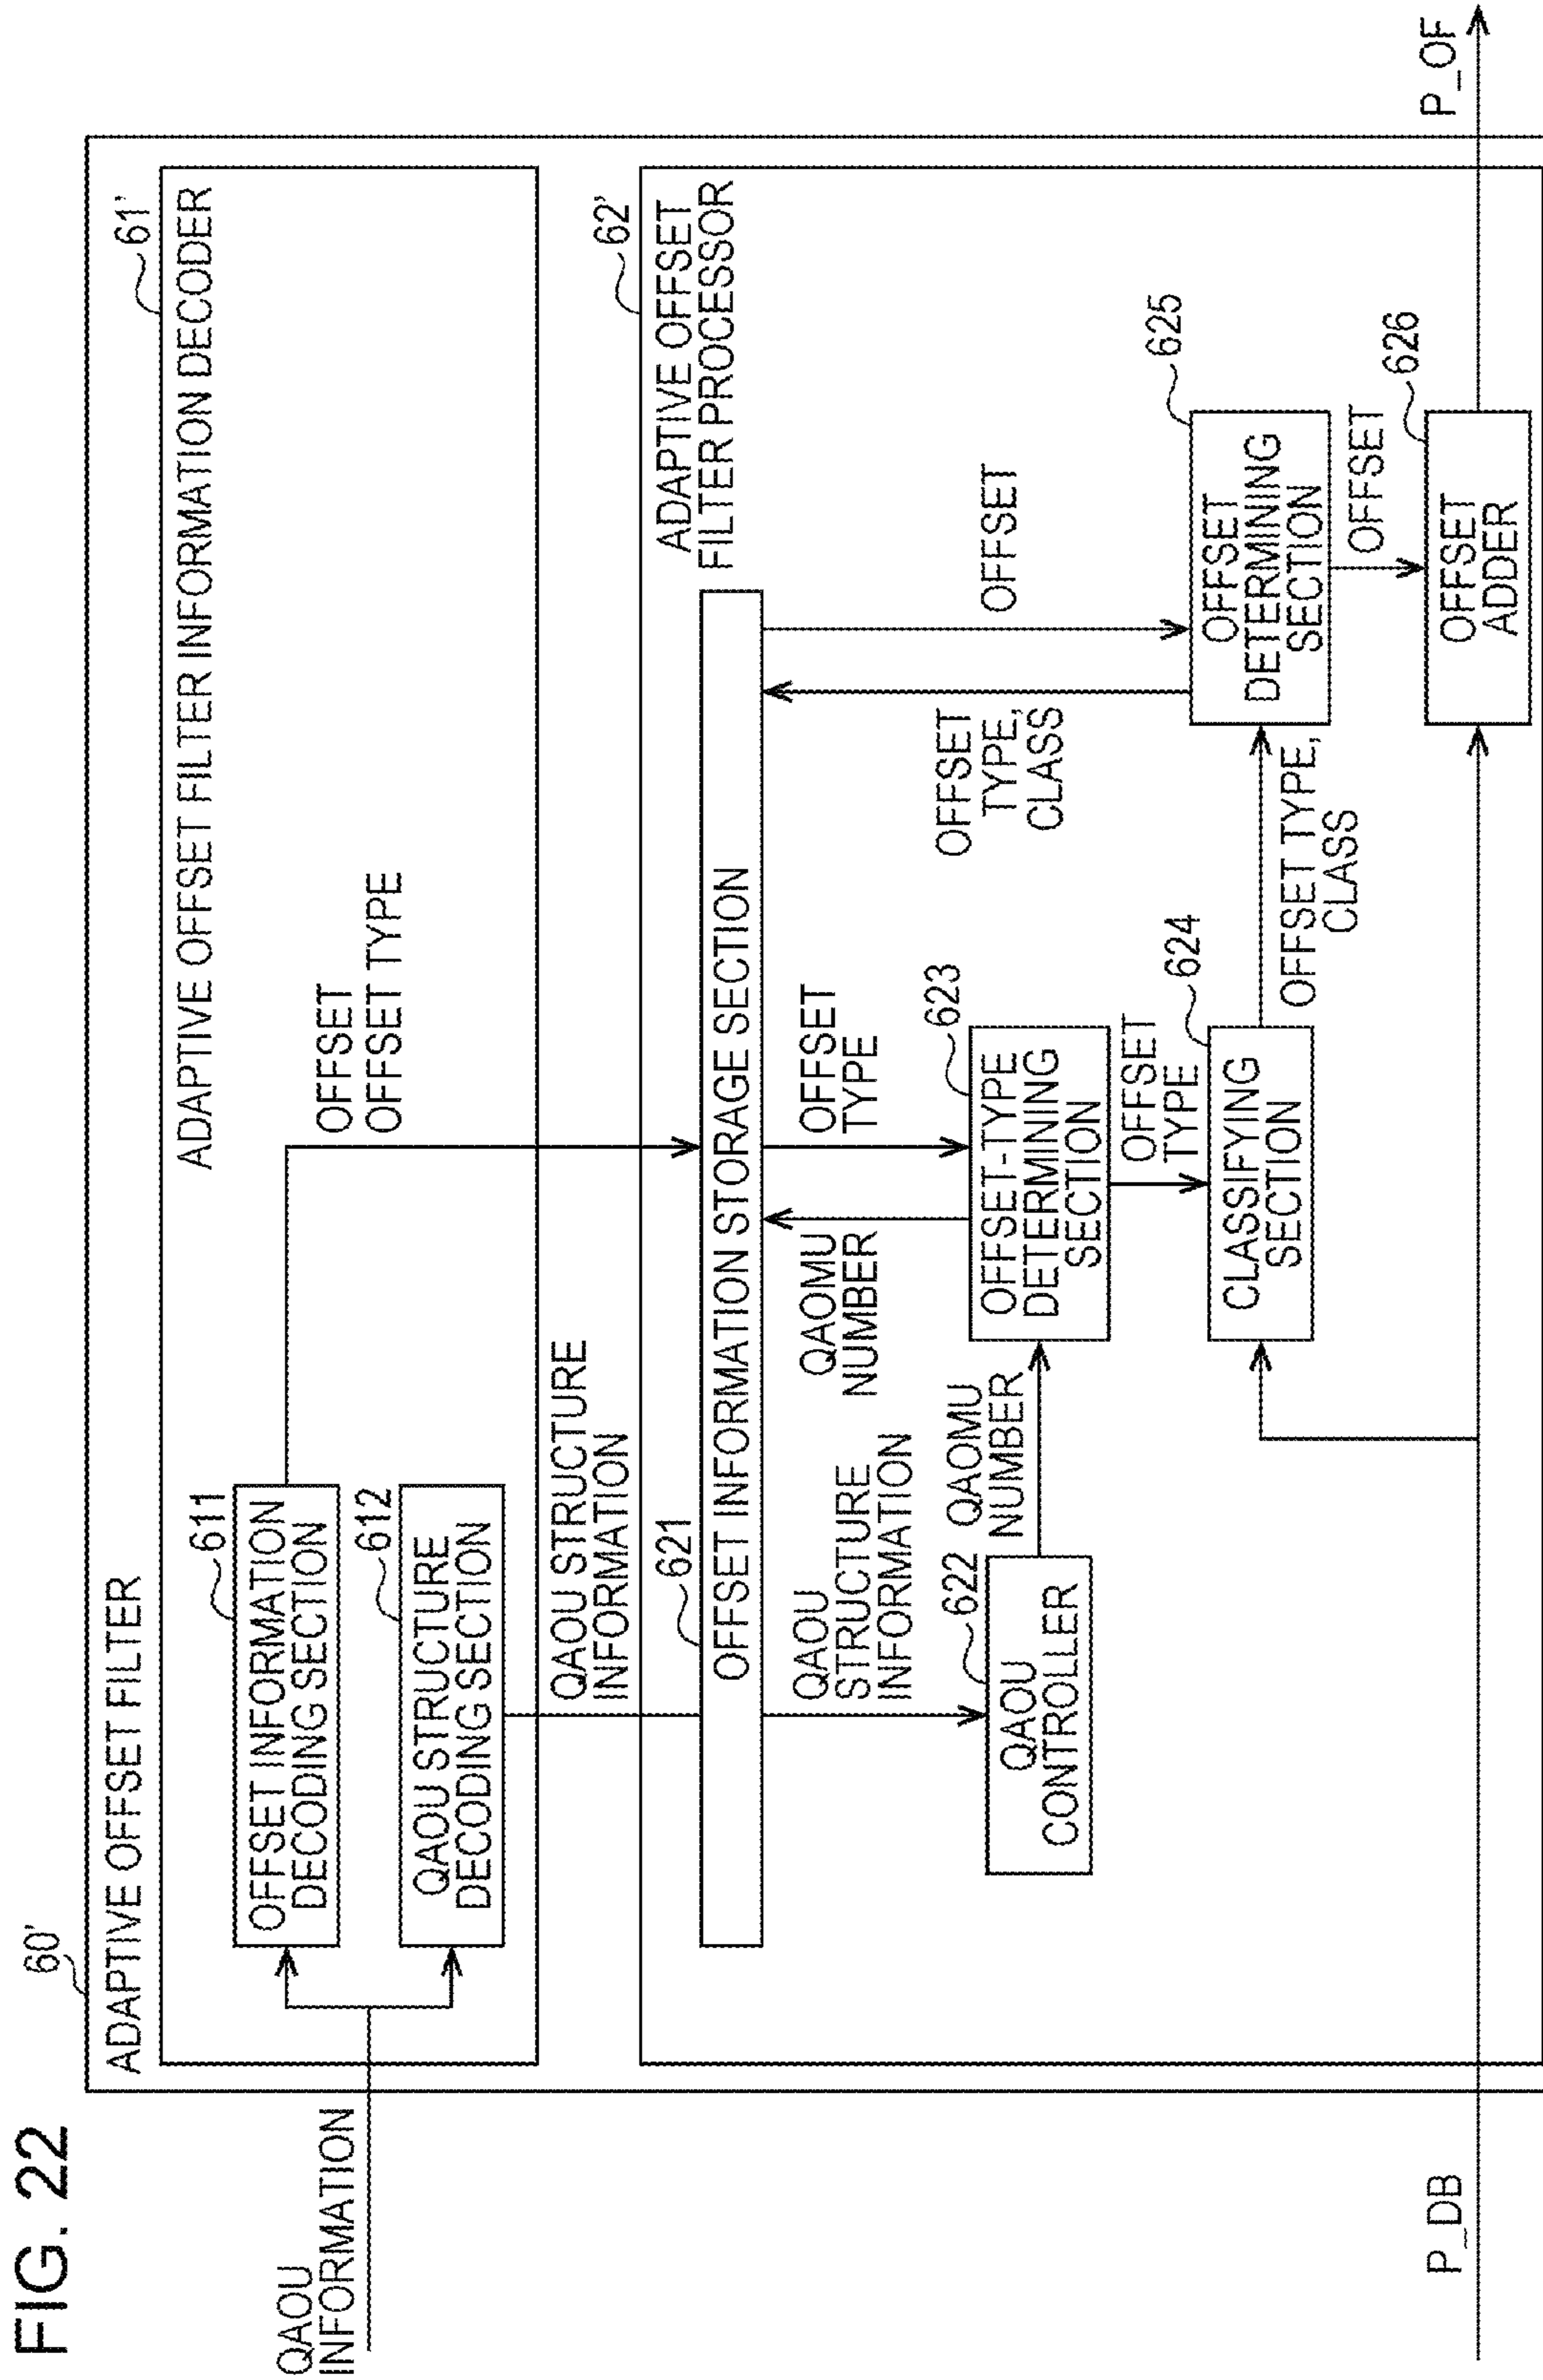 FIG. 22
60'
ADAPTIVE OFFSET FILTER
61'
ADAPTIVE OFFSET FILTER INFORMATION DECODER
QAOU
INFORMATION
611
OFFSET INFORMATION
DECODING SECTION
612
QAOU STRUCTURE
DECODING SECTION
OFFSET
OFFSET TYPE
QAOU STRUCTURE
INFORMATION
62'
ADAPTIVE OFFSET
FILTER PROCESSOR
621
OFFSET INFORMATION STORAGE SECTION
QAOU
STRUCTURE
INFORMATION
QAOMU
NUMBER
OFFSET
TYPE
OFFSET
TYPE,
CLASS
OFFSET
622
QAOU
CONTROLLER
QAOMU
NUMBER
623
OFFSET-TYPE
DETERMINING
SECTION
OFFSET
TYPE
624
CLASSIFYING
SECTION
OFFSET TYPE,
CLASS
625
OFFSET
DETERMINING
SECTION
OFFSET
626
OFFSET
ADDER
P_DB
P_OF